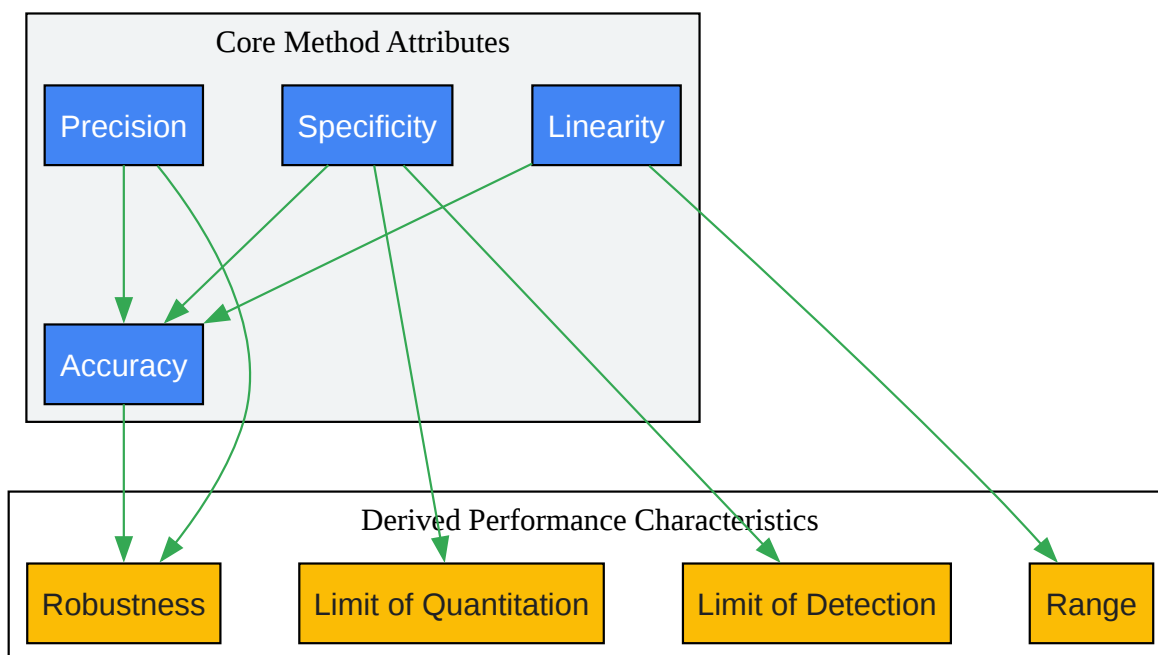 Core Method Attributes
Precision
Specificity
Linearity
Accuracy
Derived Performance Characteristics
Robustness
Limit of Quantitation
Limit of Detection
Range